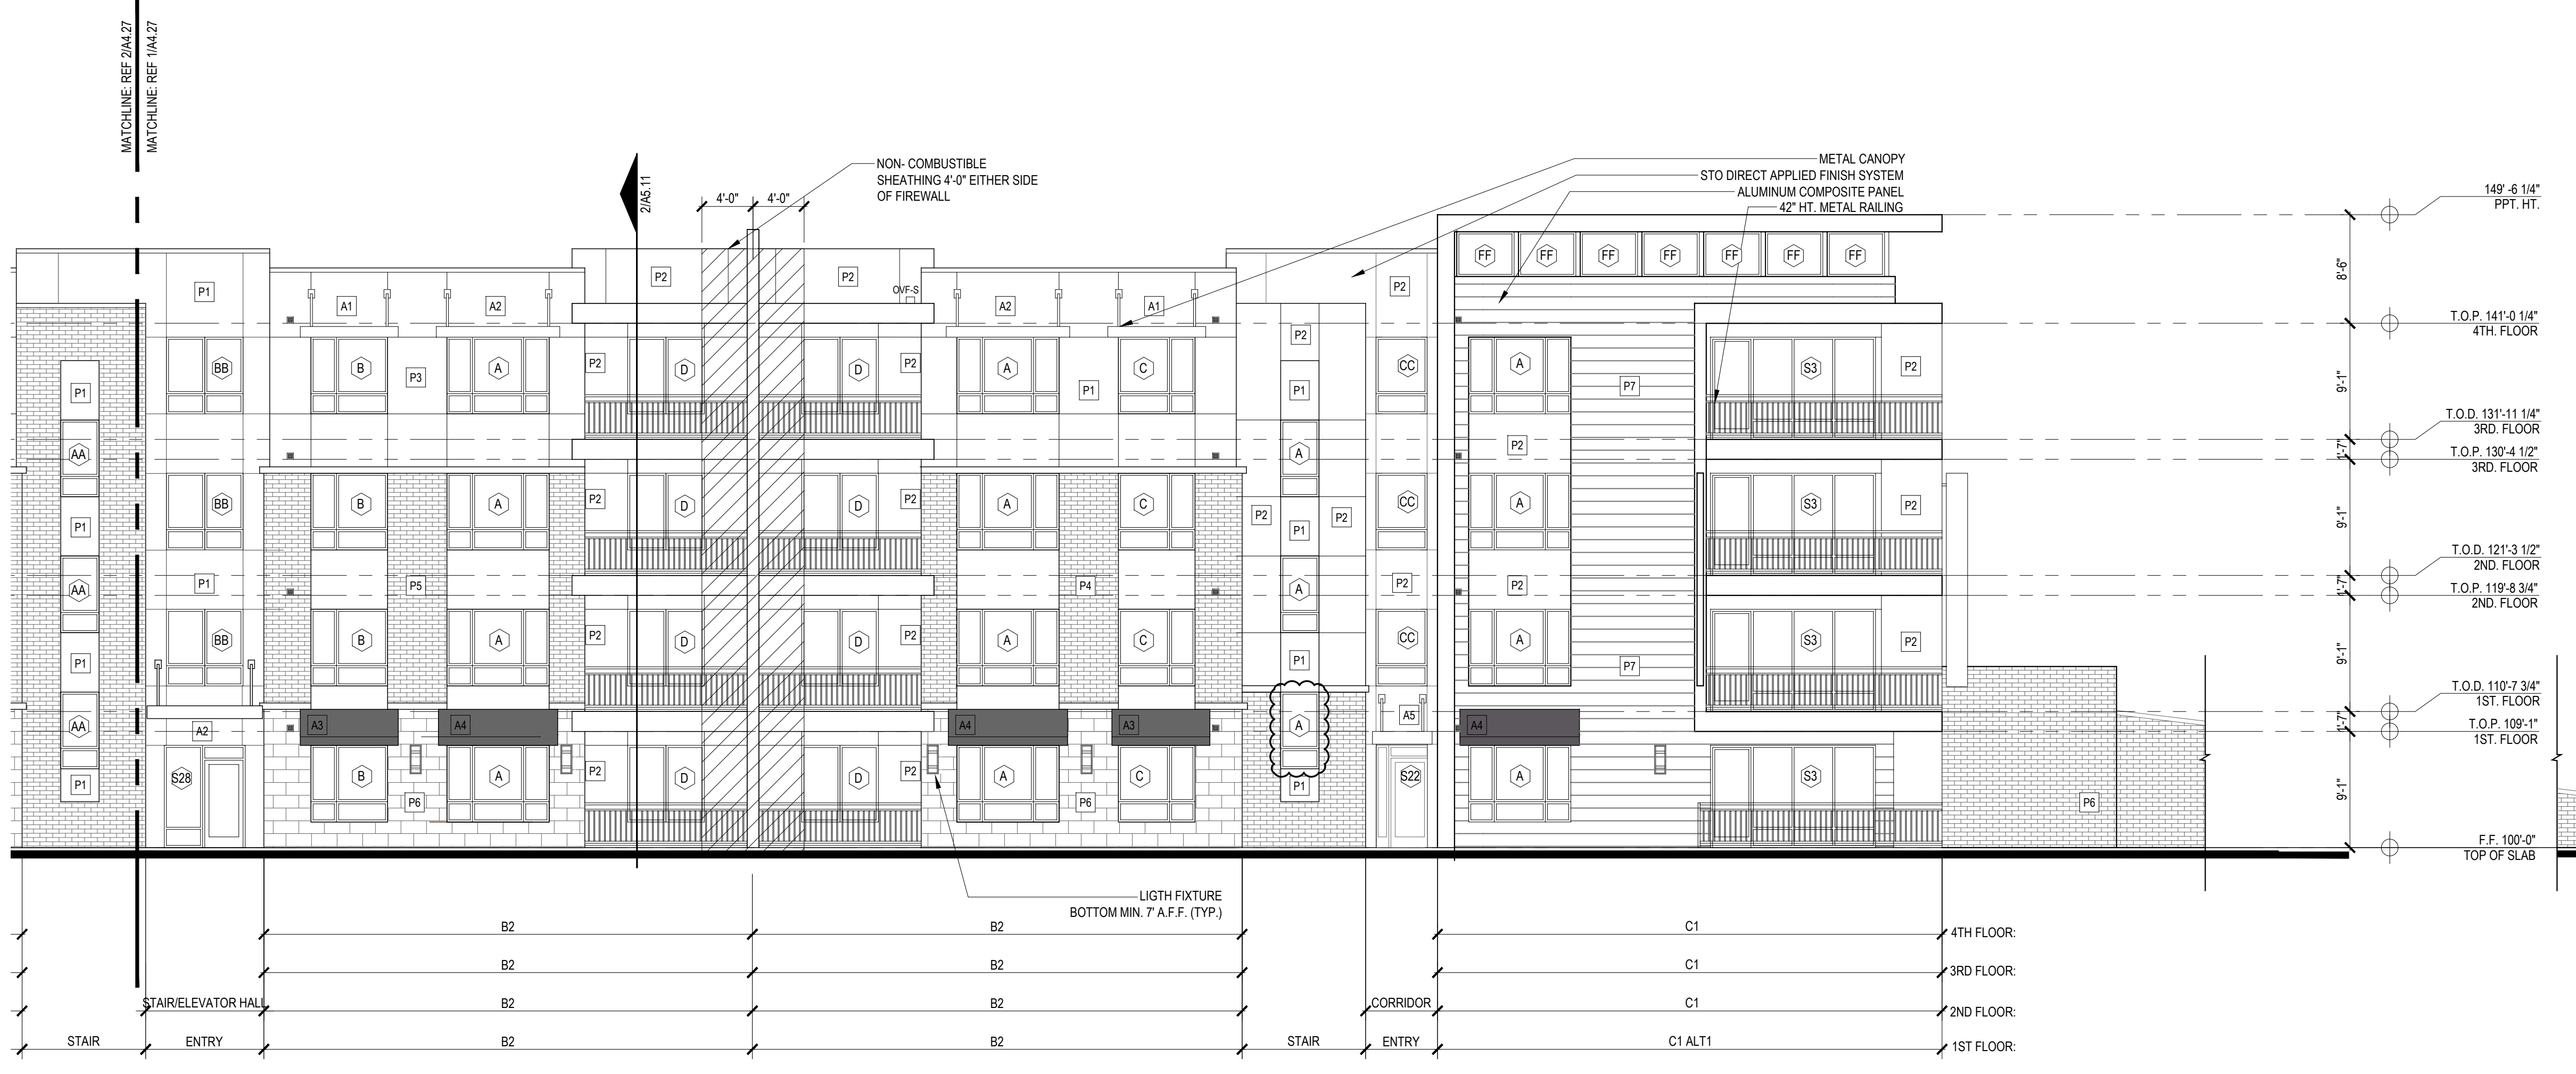 MATCHLINE: REF 2/A4.27
MATCHLINE: REF 1/A4.27
2/A5.11
4'-0" 4'-0"
NON- COMBUSTIBLE
SHEATHING 4'-0" EITHER SIDE
OF FIREWALL
METAL CANOPY
STO DIRECT APPLIED FINISH SYSTEM
ALUMINUM COMPOSITE PANEL
42" HT. METAL RAILING
149' -6 1/4"
PPT. HT.
8'-6"
T.O.P. 141'-0 1/4"
4TH. FLOOR
9'-1"
T.O.D. 131'-11 1/4"
3RD. FLOOR
1'-7"
T.O.P. 130'-4 1/2"
3RD. FLOOR
9'-1"
T.O.D. 121'-3 1/2"
2ND. FLOOR
1'-7"
T.O.P. 119'-8 3/4"
2ND. FLOOR
9'-1"
T.O.D. 110'-7 3/4"
1ST. FLOOR
1'-7"
T.O.P. 109'-1"
1ST. FLOOR
9'-1"
F.F. 100'-0"
TOP OF SLAB
FF FF FF FF FF FF FF
P1 P2 P2 P2
OVF-S
A1 A2 A2 A1
P2
BB B A P2 D D P2 A C CC A S3 P2
P3 P7
P1 P1 P1
AA A P2
BB B A P2 D D P2 A C CC A S3 P2
P1 P2 P1 P2
AA P1 P5 P4 A P2 P2
BB B A P2 D D P2 A C CC A S3 P2
P1 P1 P7
AA A2 A3 A4 A4 A3 A A5 A4
S28 B A P2 D D P2 A C S22 A S3
P1 P1
P6 P6 P6
LIGTH FIXTURE
BOTTOM MIN. 7' A.F.F. (TYP.)
B2 B2 C1 4TH FLOOR:
B2 B2 C1 3RD FLOOR:
STAIR/ELEVATOR HALL B2 B2 CORRIDOR C1 2ND FLOOR:
STAIR ENTRY B2 B2 STAIR ENTRY C1 ALT1 1ST FLOOR: